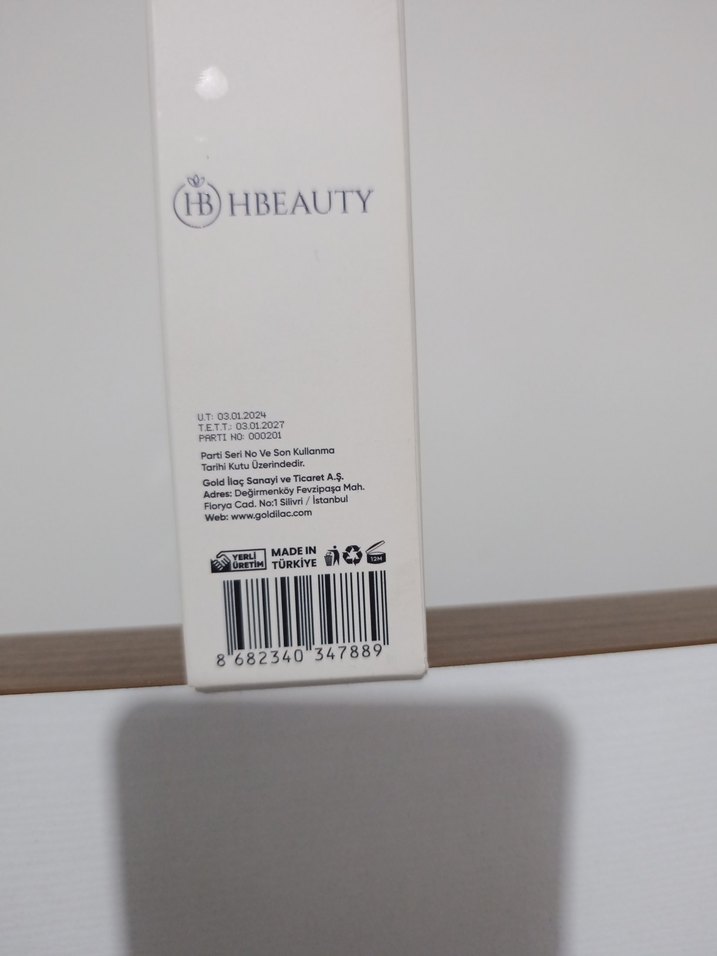 HB HBEAUTY
U.T: 03.01.2024
T.E.T.T.: 03.01.2027
PARTI NO: 000201
Parti Seri No Ve Son Kullanma
Tarihi Kutu Üzerindedir.
Gold İlaç Sanayi ve Ticaret A.Ş.
Adres: Değirmenköy Fevzipaşa Mah.
Florya Cad. No:1 Silivri / İstanbul
Web: www.goldilac.com
YERLİ
ÜRETİM
MADE IN
TÜRKİYE
12M
8 682340 347889